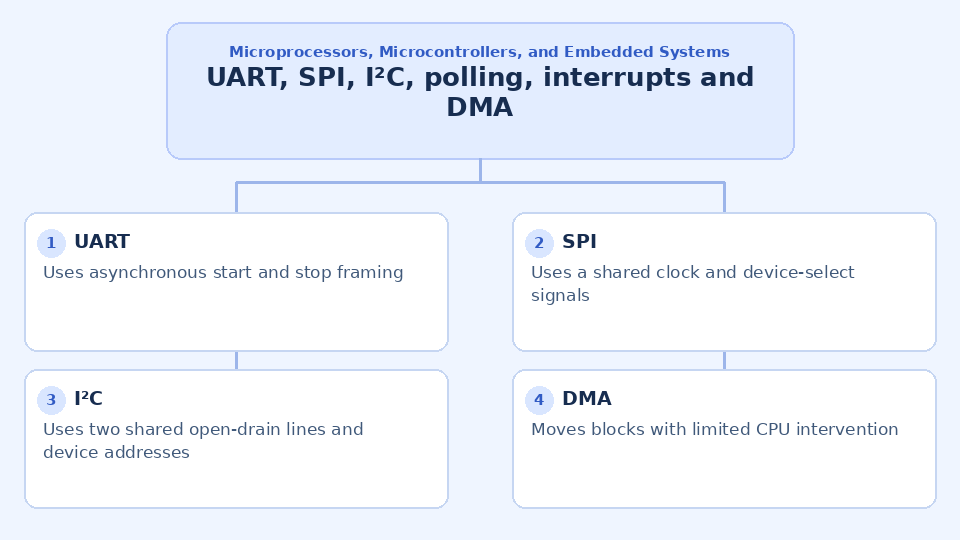 Microprocessors, Microcontrollers, and Embedded Systems
UART, SPI, I²C, polling, interrupts and
DMA
1 UART
Uses asynchronous start and stop framing
2 SPI
Uses a shared clock and device-select
signals
3 I²C
Uses two shared open-drain lines and
device addresses
4 DMA
Moves blocks with limited CPU intervention